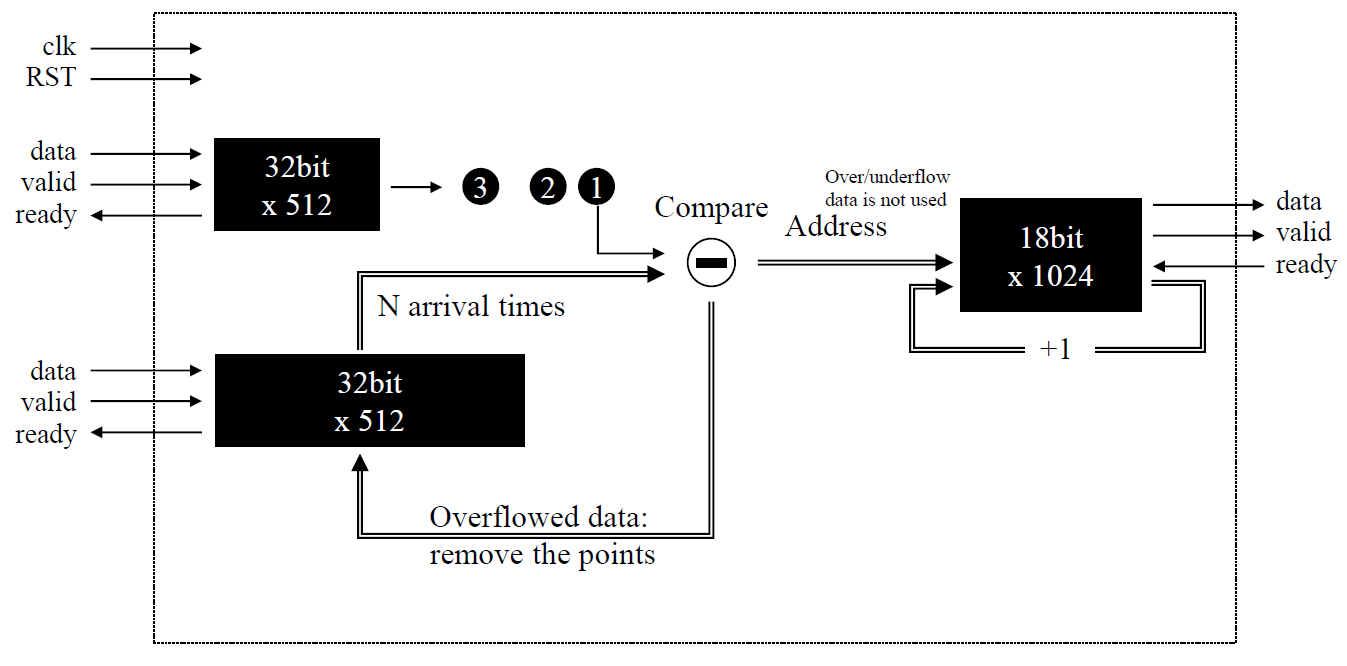 clk
RST
data
valid
ready
32bit
x 512
3 2 1
Compare
Over/underflow
data is not used
Address
18bit
x 1024
data
valid
ready
+1
N arrival times
data
valid
ready
32bit
x 512
Overflowed data:
remove the points